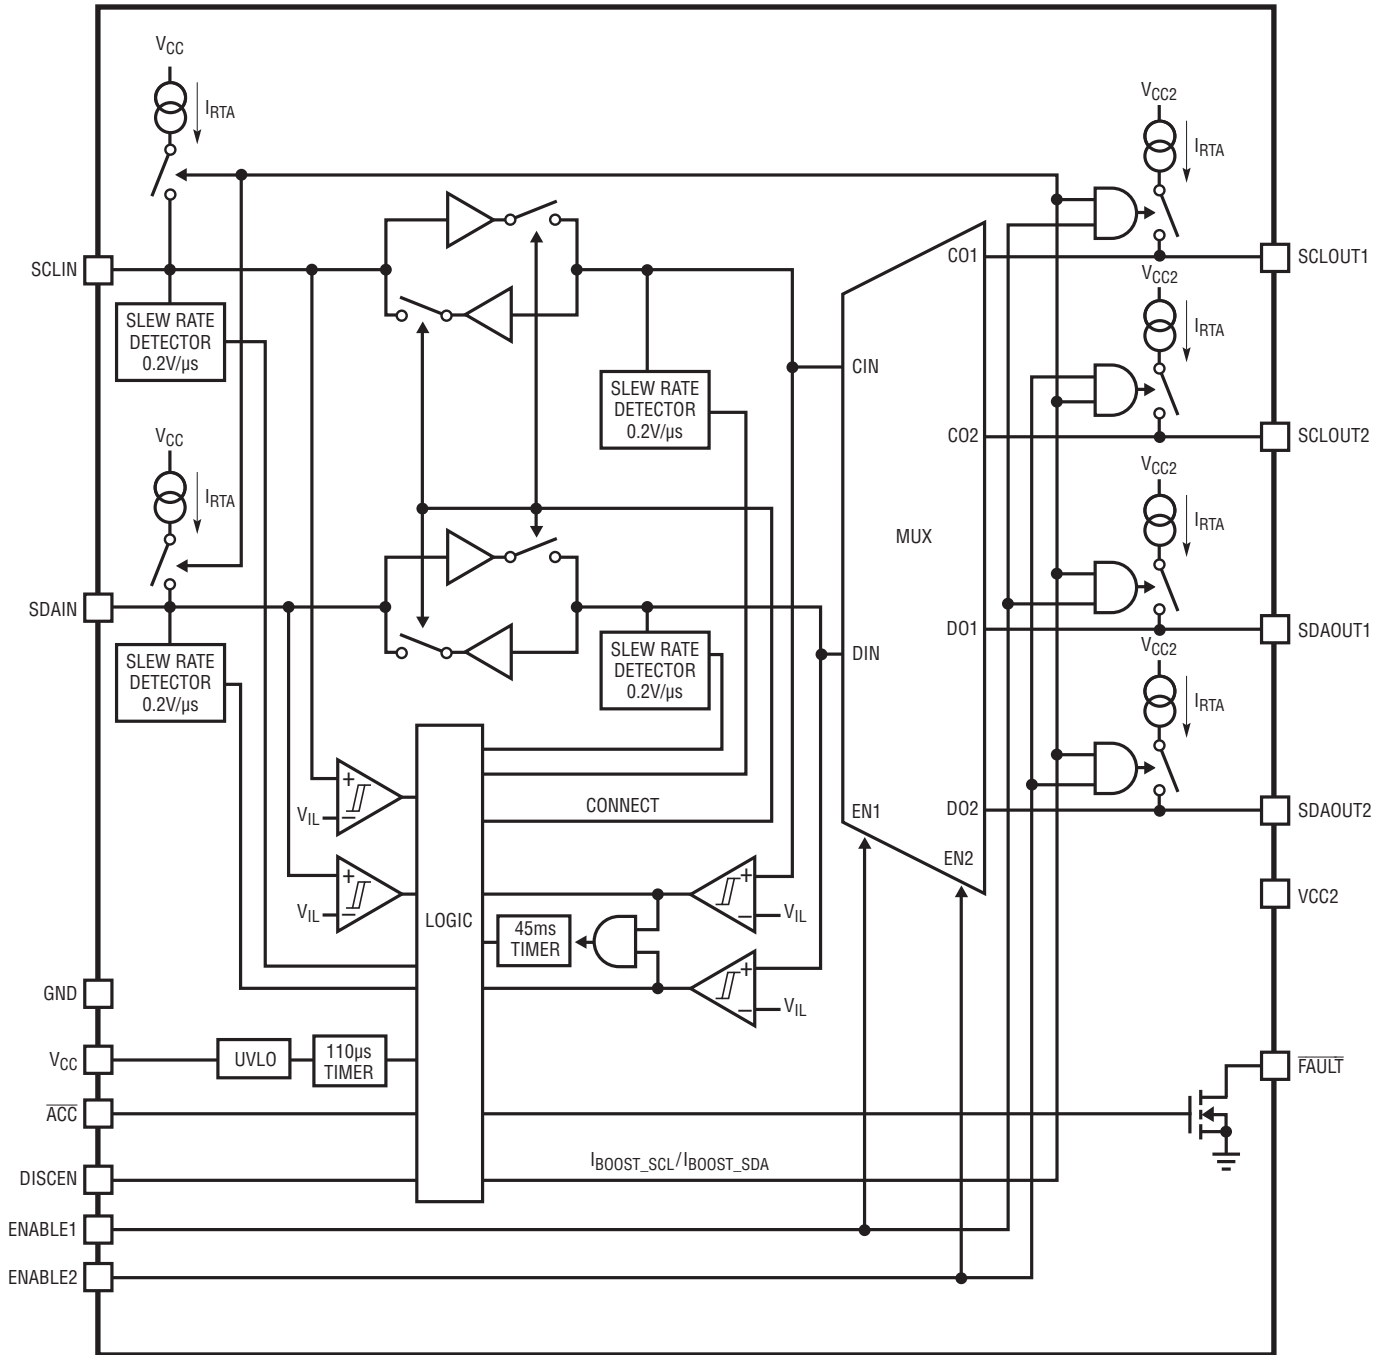 VCC
IRTA
VCC2
IRTA
SCLIN
SLEW RATE
DETECTOR
0.2V/µs
CO1
SCLOUT1
VCC2
IRTA
CIN
SLEW RATE
DETECTOR
0.2V/µs
CO2
SCLOUT2
VCC
IRTA
VCC2
IRTA
MUX
SDAIN
SLEW RATE
DETECTOR
0.2V/µs
SLEW RATE
DETECTOR
0.2V/µs
DIN
DO1
SDAOUT1
VCC2
IRTA
+
VIL
–
CONNECT
EN1
DO2
SDAOUT2
EN2
+
VIL
–
LOGIC
+
–
VIL
VCC2
45ms
TIMER
+
–
VIL
GND
VCC
UVLO
110µs
TIMER
FAULT
ACC
DISCEN
IBOOST_SCL/IBOOST_SDA
ENABLE1
ENABLE2